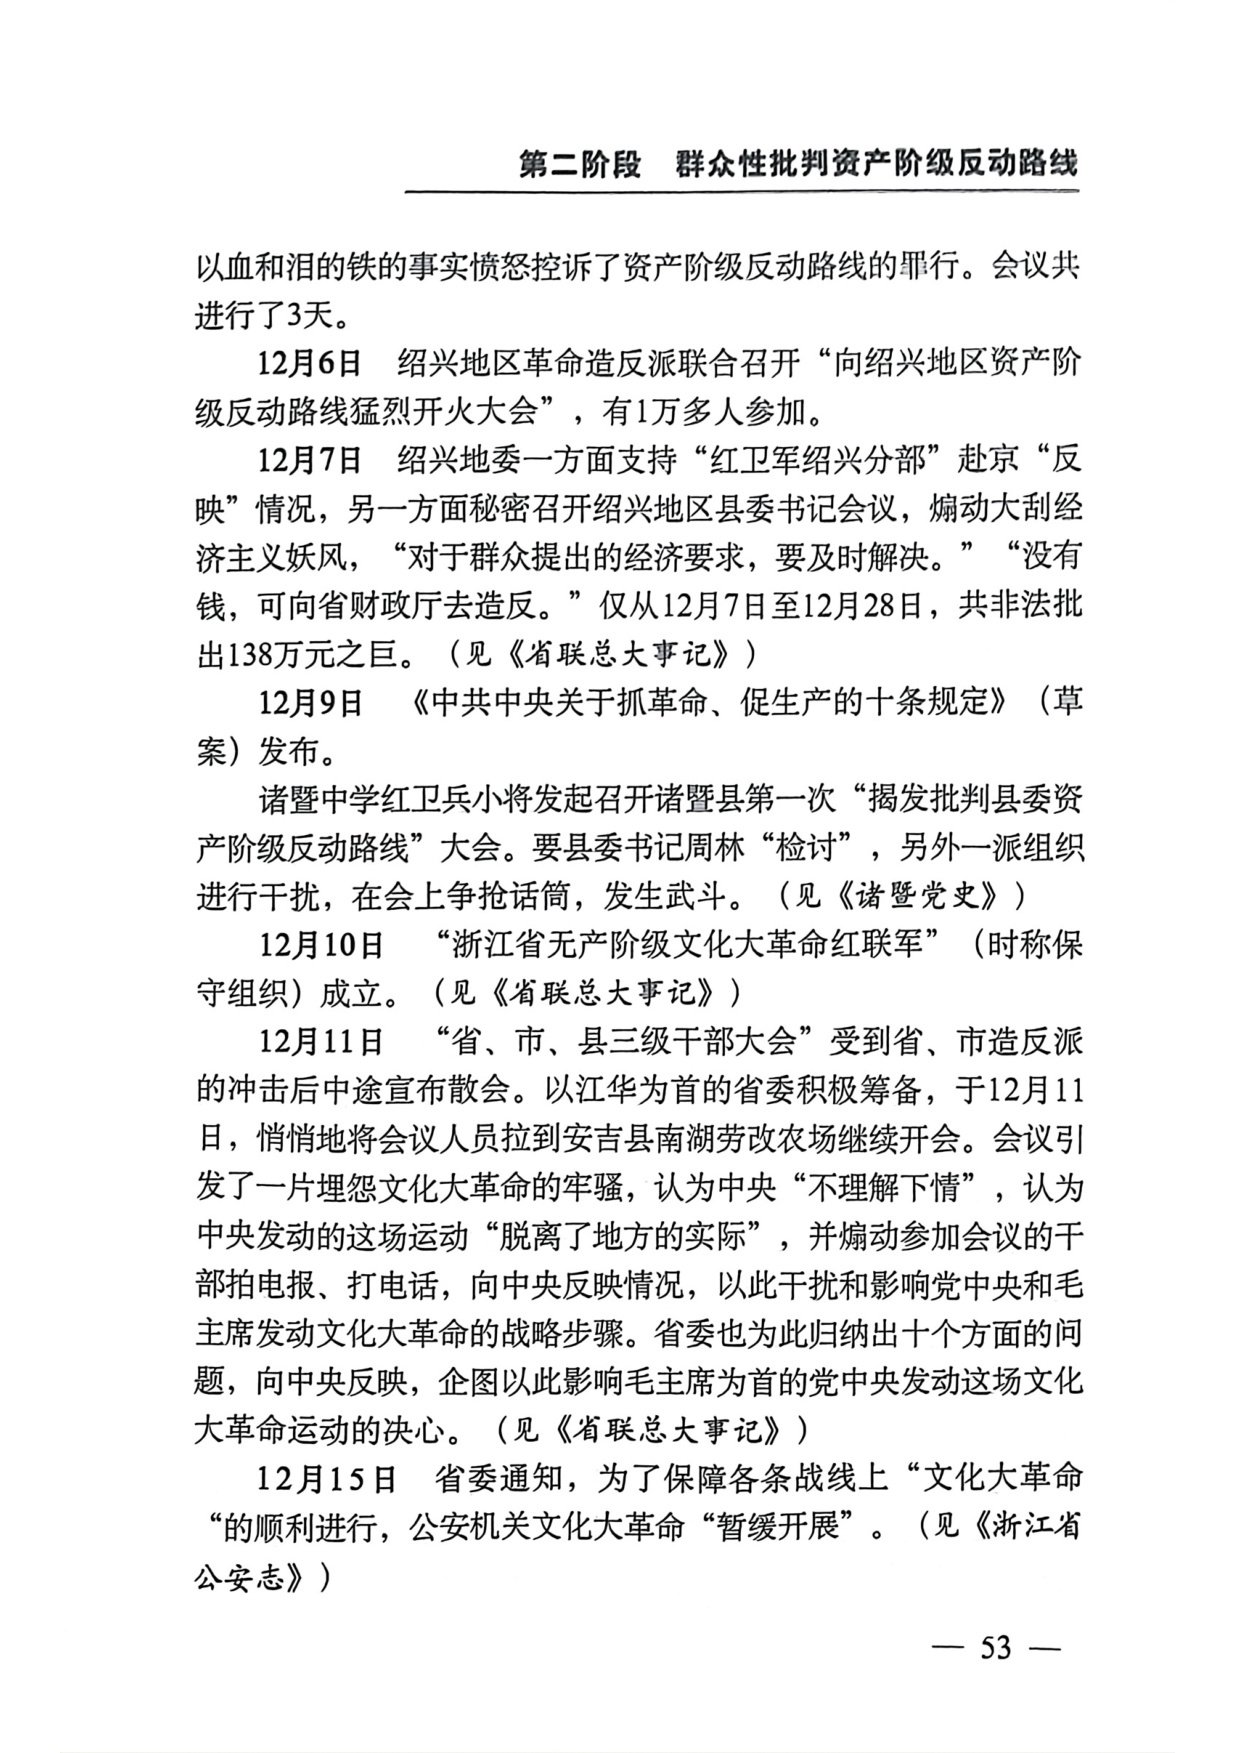 第二阶段　群众性批判资产阶级反动路线
以血和泪的铁的事实愤怒控诉了资产阶级反动路线的罪行。会议共
进行了3天。
12月6日　绍兴地区革命造反派联合召开“向绍兴地区资产阶
级反动路线猛烈开火大会”，有1万多人参加。
12月7日　绍兴地委一方面支持“红卫军绍兴分部”赴京“反
映”情况，另一方面秘密召开绍兴地区县委书记会议，煽动大刮经
济主义妖风，“对于群众提出的经济要求，要及时解决。”“没有
钱，可向省财政厅去造反。”仅从12月7日至12月28日，共非法批
出138万元之巨。（见《省联总大事记》）
12月9日　《中共中央关于抓革命、促生产的十条规定》（草
案）发布。
诸暨中学红卫兵小将发起召开诸暨县第一次“揭发批判县委资
产阶级反动路线”大会。要县委书记周林“检讨”，另外一派组织
进行干扰，在会上争抢话筒，发生武斗。（见《诸暨党史》）
12月10日　“浙江省无产阶级文化大革命红联军”（时称保
守组织）成立。（见《省联总大事记》）
12月11日　“省、市、县三级干部大会”受到省、市造反派
的冲击后中途宣布散会。以江华为首的省委积极筹备，于12月11
日，悄悄地将会议人员拉到安吉县南湖劳改农场继续开会。会议引
发了一片埋怨文化大革命的牢骚，认为中央“不理解下情”，认为
中央发动的这场运动“脱离了地方的实际”，并煽动参加会议的干
部拍电报、打电话，向中央反映情况，以此干扰和影响党中央和毛
主席发动文化大革命的战略步骤。省委也为此归纳出十个方面的问
题，向中央反映，企图以此影响毛主席为首的党中央发动这场文化
大革命运动的决心。（见《省联总大事记》）
12月15日　省委通知，为了保障各条战线上“文化大革命
“的顺利进行，公安机关文化大革命“暂缓开展”。（见《浙江省
公安志》）
— 53 —